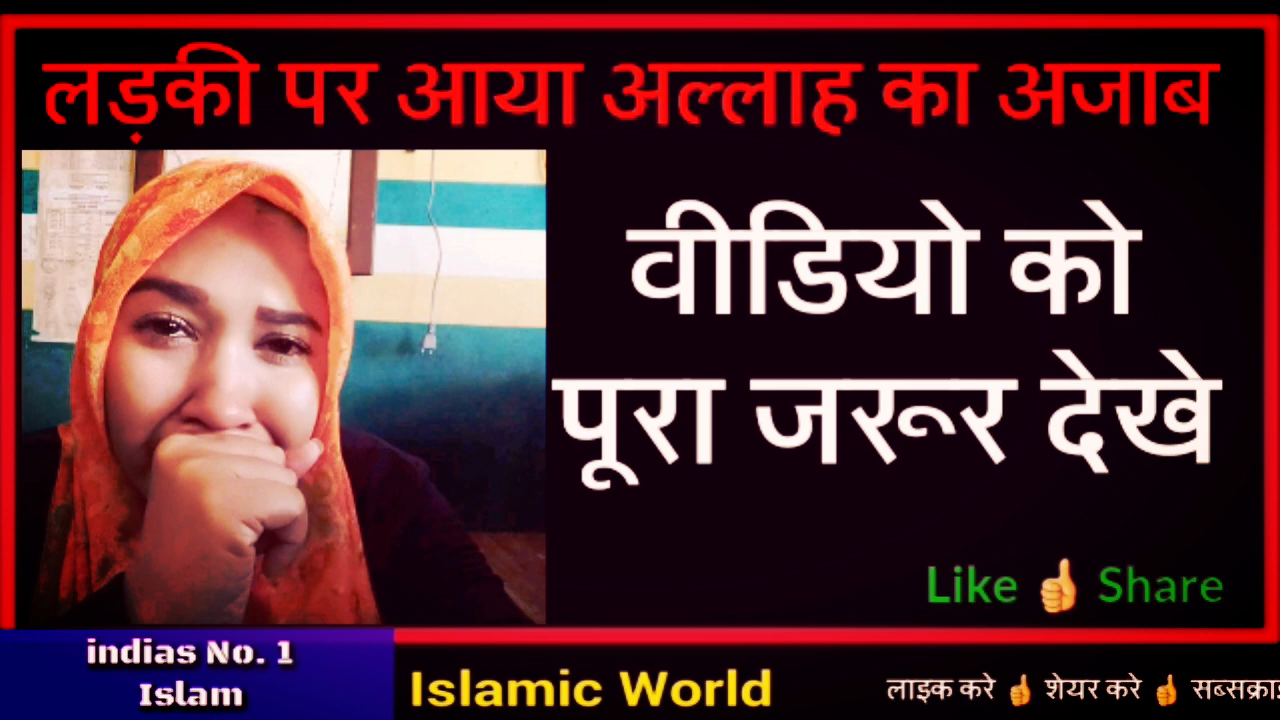 लड़की पर आया अल्लाह का अजाब
वीडियो को
पूरा जरूर देखे
Like 👍 Share
indias No. 1
Islam
Islamic World
लाइक करे 👍 शेयर करे 👍